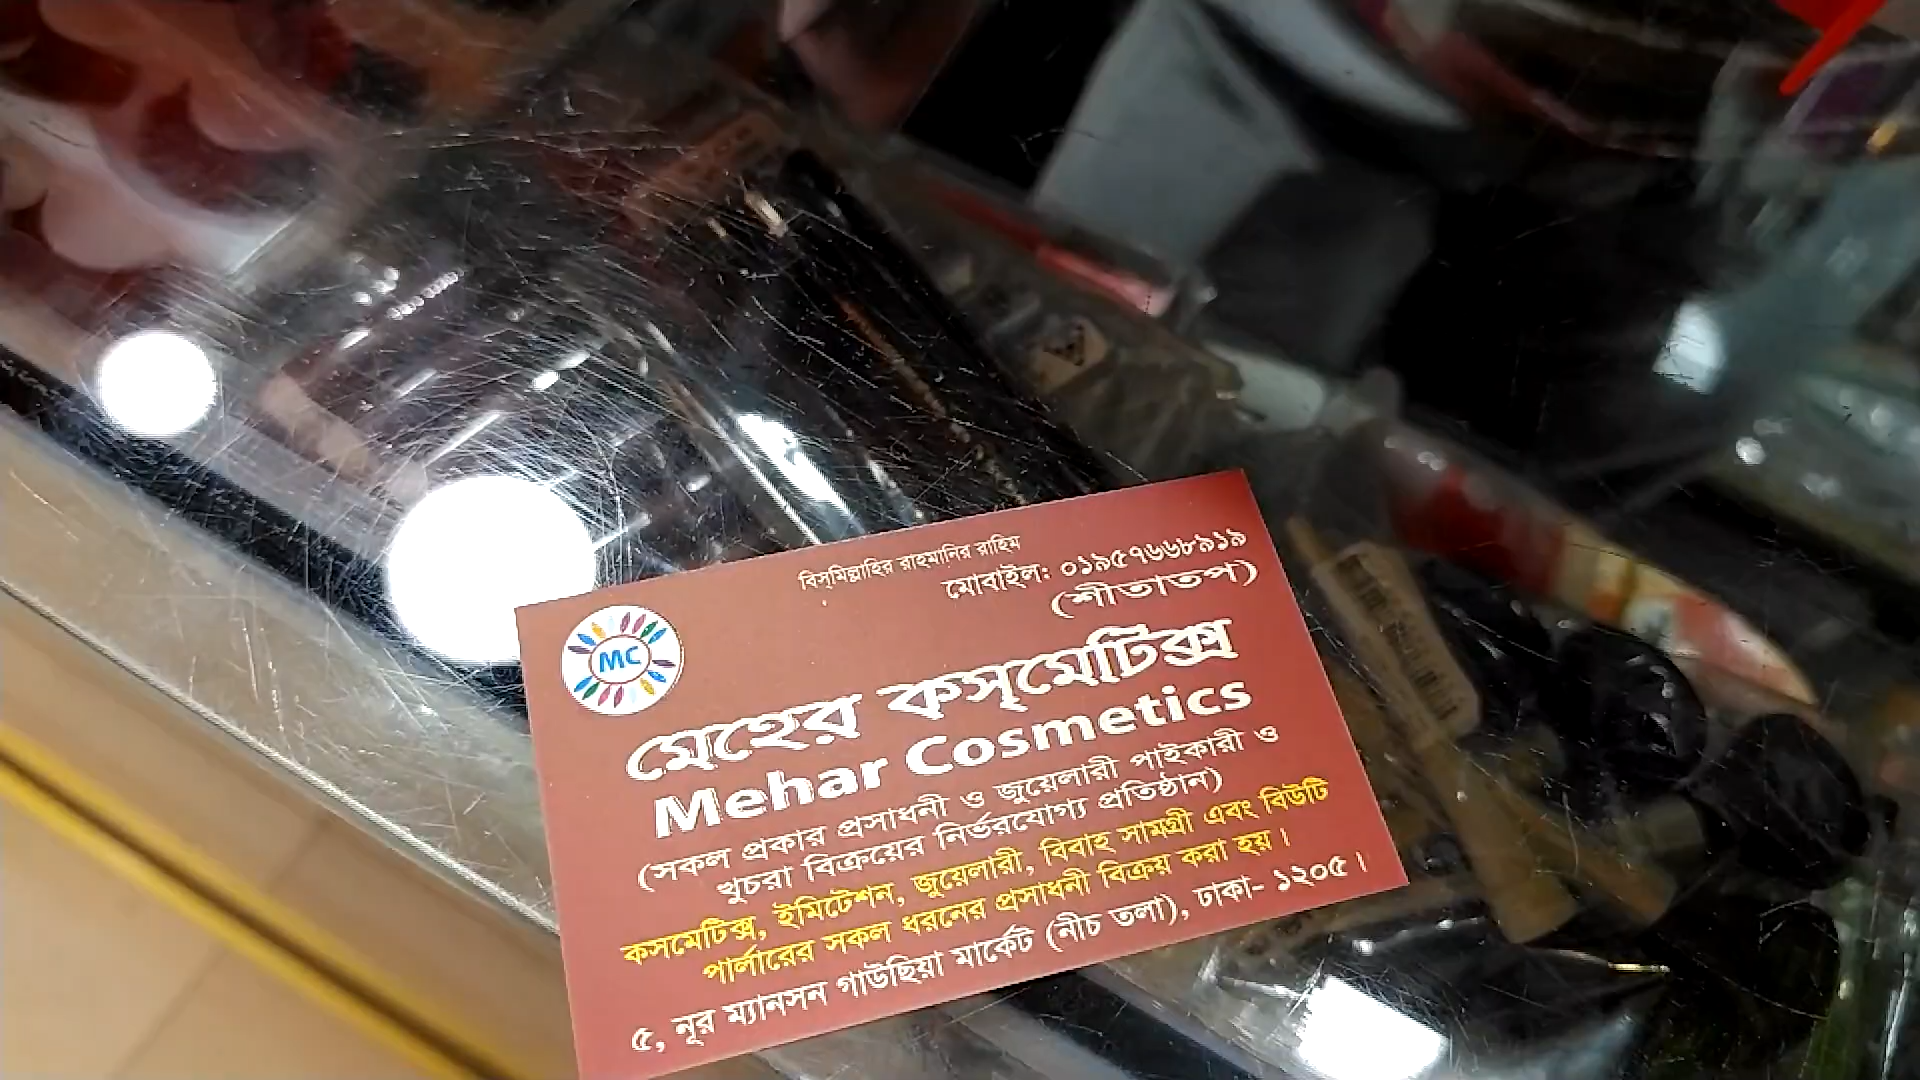 বিস্‌মিল্লাহির রাহমানির রাহিম
মোবাইল: ০১৯৫৭৬৬৮৯১৯
(শীতাতপ)
MC
মেহের কস্‌মেটিক্স
Mehar Cosmetics
(সকল প্রকার প্রসাধনী ও জুয়েলারী পাইকারী ও
খুচরা বিক্রয়ের নির্ভরযোগ্য প্রতিষ্ঠান)
কসমেটিক্স, ইমিটেশন, জুয়েলারী, বিবাহ সামগ্রী এবং বিউটি
পার্লারের সকল ধরনের প্রসাধনী বিক্রয় করা হয়।
৫, নূর ম্যানসন গাউছিয়া মার্কেট (নীচ তলা), ঢাকা- ১২০৫।